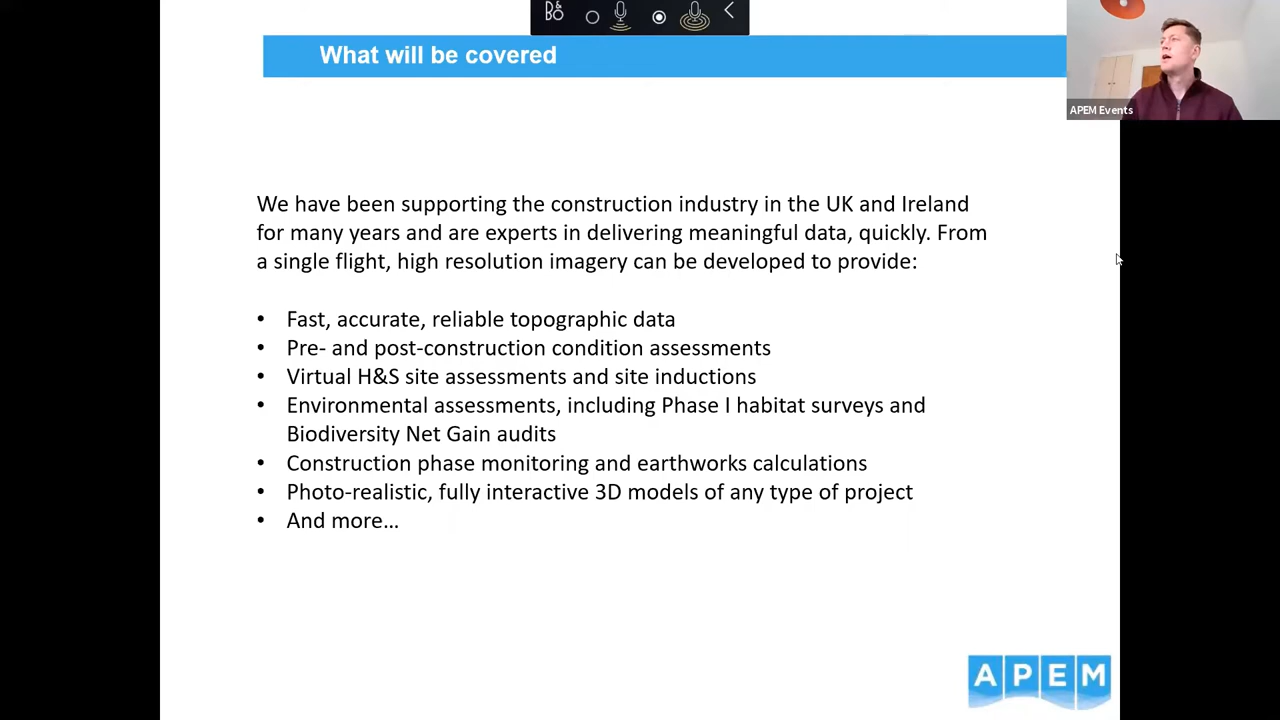 B&O
What will be covered
APEM Events
We have been supporting the construction industry in the UK and Ireland
for many years and are experts in delivering meaningful data, quickly. From
a single flight, high resolution imagery can be developed to provide:
• Fast, accurate, reliable topographic data
• Pre- and post-construction condition assessments
• Virtual H&S site assessments and site inductions
• Environmental assessments, including Phase I habitat surveys and
Biodiversity Net Gain audits
• Construction phase monitoring and earthworks calculations
• Photo-realistic, fully interactive 3D models of any type of project
• And more…
APEM